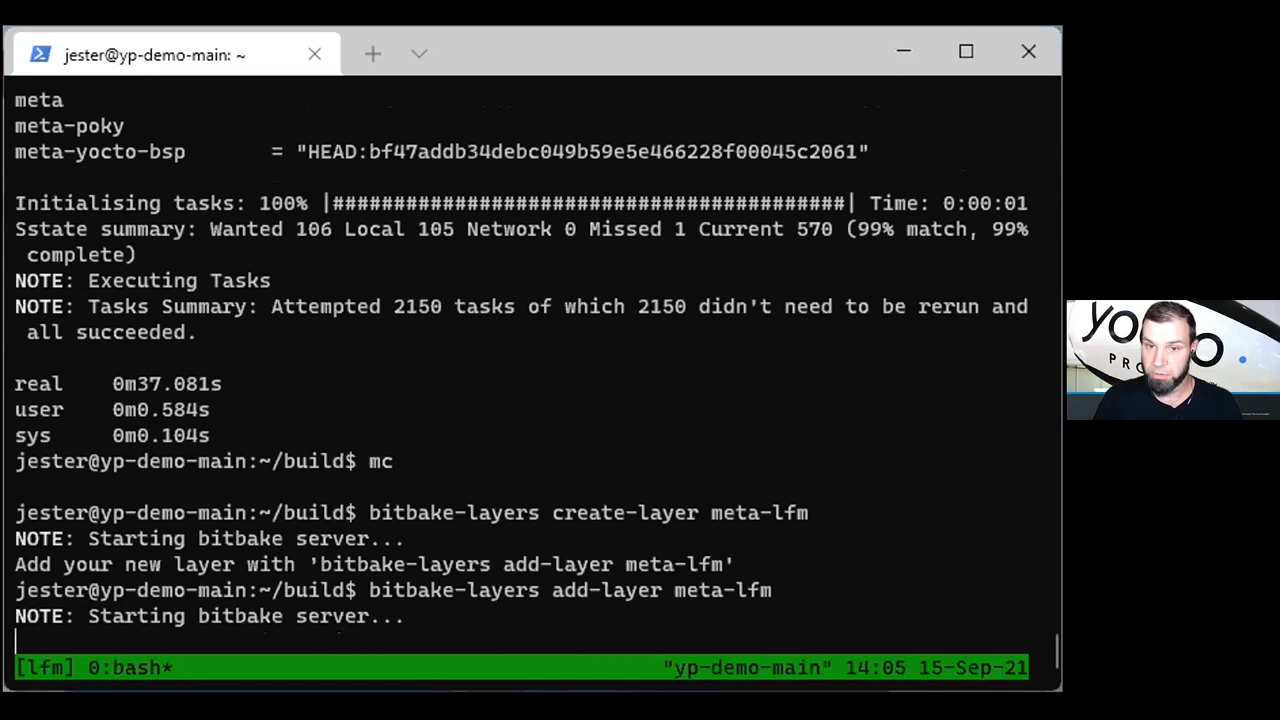 jester@yp-demo-main: ~
meta
meta-poky
meta-yocto-bsp = "HEAD:bf47addb34debc049b59e5e466228f00045c2061"
Initialising tasks: 100% |##########################################| Time: 0:00:01
Sstate summary: Wanted 106 Local 105 Network 0 Missed 1 Current 570 (99% match, 99%
complete)
NOTE: Executing Tasks
NOTE: Tasks Summary: Attempted 2150 tasks of which 2150 didn't need to be rerun and
all succeeded.
real 0m37.081s
user 0m0.584s
sys 0m0.104s
jester@yp-demo-main:~/build$ mc
jester@yp-demo-main:~/build$ bitbake-layers create-layer meta-lfm
NOTE: Starting bitbake server...
Add your new layer with 'bitbake-layers add-layer meta-lfm'
jester@yp-demo-main:~/build$ bitbake-layers add-layer meta-lfm
NOTE: Starting bitbake server...
[lfm] 0:bash* "yp-demo-main" 14:05 15-Sep-21